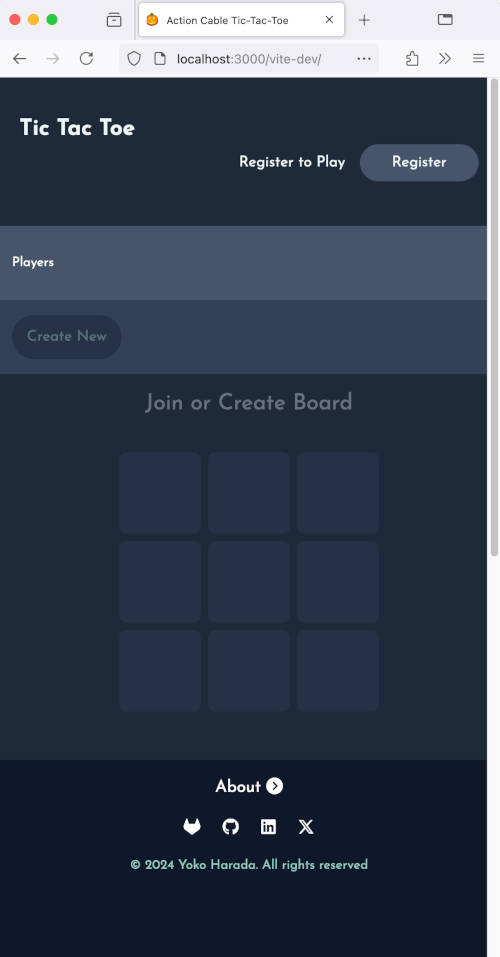 Action Cable Tic-Tac-Toe
localhost:3000/vite-dev/
Tic Tac Toe
Register to Play
Register
Players
Create New
Join or Create Board
About
© 2024 Yoko Harada. All rights reserved